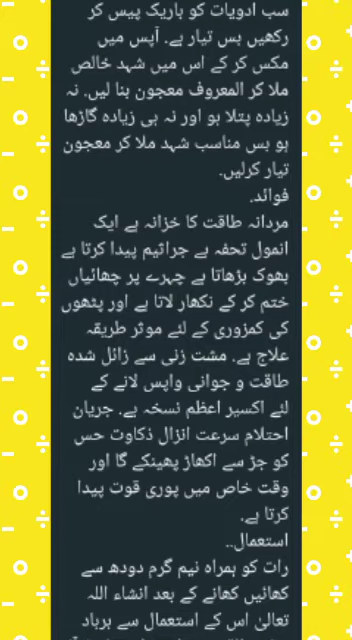 سب ادویات کو باریک پیس کر
رکھیں بس تیار ہے. آپس میں
مکس کر کے اس میں شہد خالص
ملا کر المعروف معجون بنا لیں. نہ
زیادہ پتلا ہو اور نہ ہی زیادہ گاڑھا
ہو بس مناسب شہد ملا کر معجون
تیار کرلیں.
فوائد.
مردانہ طاقت کا خزانہ ہے ایک
انمول تحفہ ہے جراثیم پیدا کرتا ہے
بھوک بڑھاتا ہے چہرے پر چھائیاں
ختم کر کے نکھار لاتا ہے اور پٹھوں
کی کمزوری کے لئے موثر طریقہ
علاج ہے. مشت زنی سے زائل شدہ
طاقت و جوانی واپس لانے کے
لئے اکسیر اعظم نسخہ ہے. جریان
احتلام سرعت انزال ذکاوت حس
کو جڑ سے اکھاڑ پھینکے گا اور
وقت خاص میں پوری قوت پیدا
کرتا ہے.
استعمال..
رات کو ہمراہ نیم گرم دودھ سے
کھائیں کھانے کے بعد انشاء اللہ
تعالیٰ اس کے استعمال سے برباد